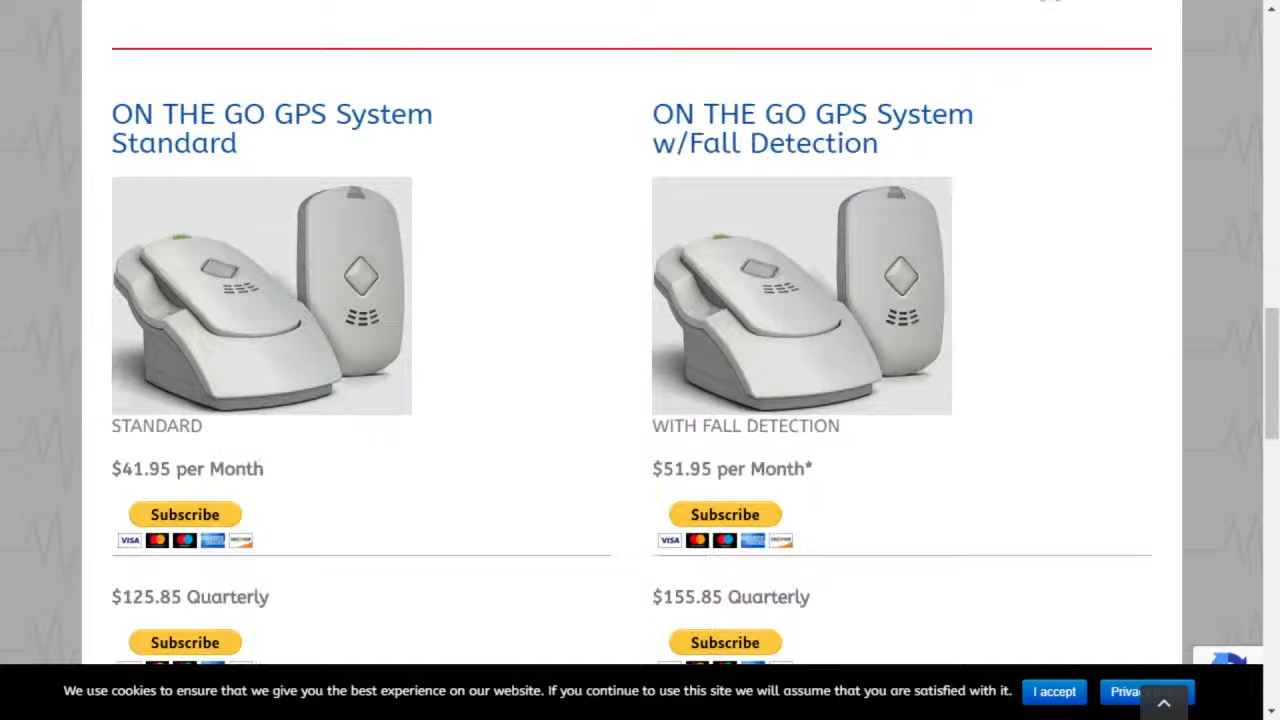 ON THE GO GPS System
Standard
STANDARD
$41.95 per Month
Subscribe
VISA
$125.85 Quarterly
Subscribe
ON THE GO GPS System
w/Fall Detection
WITH FALL DETECTION
$51.95 per Month*
Subscribe
VISA
$155.85 Quarterly
Subscribe
We use cookies to ensure that we give you the best experience on our website. If you continue to use this site we will assume that you are satisfied with it.
I accept